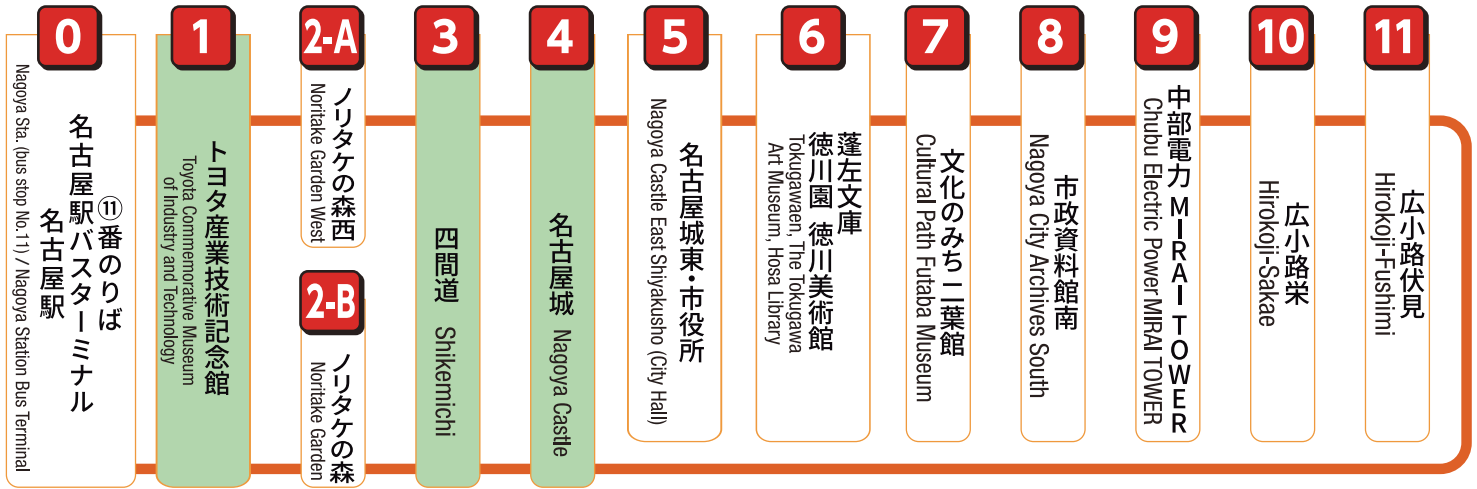 0
⑪番のりば
名古屋駅バスターミナル
名古屋駅
Nagoya Sta. (bus stop No.11) / Nagoya Station Bus Terminal
1
トヨタ産業技術記念館
Toyota Commemorative Museum
of Industry and Technology
2-A
ノリタケの森西
Noritake Garden West
2-B
ノリタケの森
Noritake Garden
3
四間道 Shikemichi
4
名古屋城 Nagoya Castle
5
名古屋城東・市役所
Nagoya Castle East Shiyakusho (City Hall)
6
蓬左文庫
徳川園 徳川美術館
Tokugawaen, The Tokugawa
Art Museum, Hosa Library
7
文化のみち二葉館
Cultural Path Futaba Museum
8
市政資料館南
Nagoya City Archives South
9
中部電力 MIRAI TOWER
Chubu Electric Power MIRAI TOWER
10
広小路栄
Hirokoji-Sakae
11
広小路伏見
Hirokoji-Fushimi